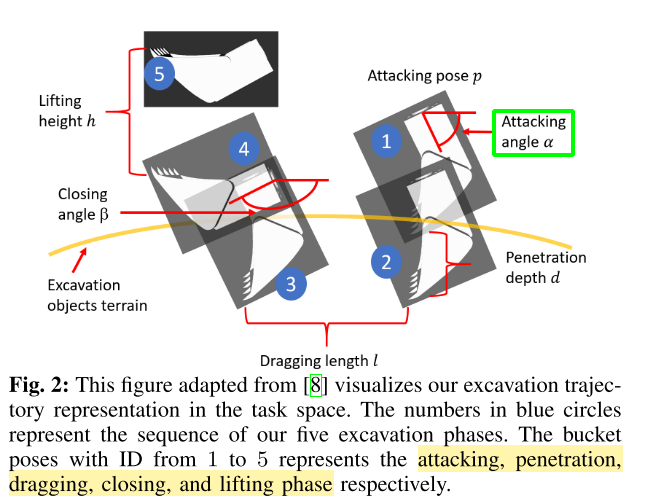 5
Lifting
height h
Attacking pose p
1
Attacking
angle α
4
Closing
angle β
Excavation
objects terrain
3
2
Penetration
depth d
Dragging length l
Fig. 2: This figure adapted from [8] visualizes our excavation trajec-
tory representation in the task space. The numbers in blue circles
represent the sequence of our five excavation phases. The bucket
poses with ID from 1 to 5 represents the attacking, penetration,
dragging, closing, and lifting phase respectively.